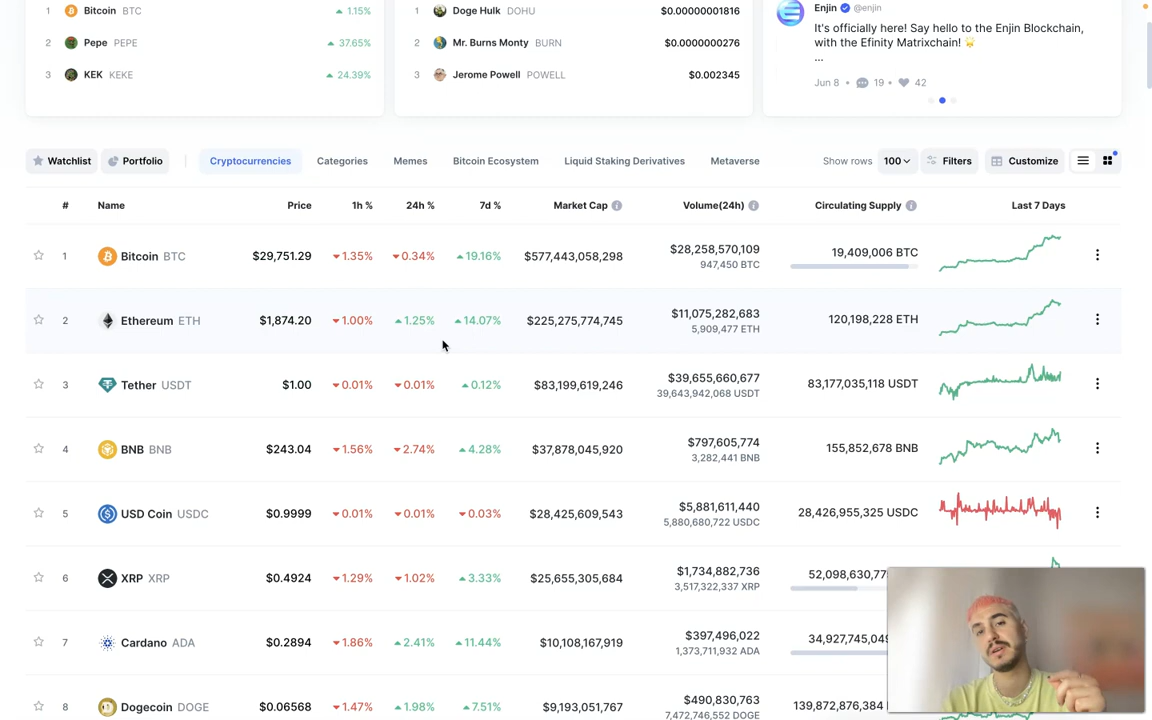 1 Bitcoin BTC 1.15%
2 Pepe PEPE 37.65%
3 KEK KEKE 24.39%
1 Doge Hulk DOHU $0.00000001816
2 Mr. Burns Monty BURN $0.0000000276
3 Jerome Powell POWELL $0.002345
Enjin @enjin
It's officially here! Say hello to the Enjin Blockchain,
with the Efinity Matrixchain! 🌟
...
Jun 8 • 19 • 42
Watchlist Portfolio Cryptocurrencies Categories Memes Bitcoin Ecosystem Liquid Staking Derivatives Metaverse Show rows 100 Filters Customize
# Name Price 1h % 24h % 7d % Market Cap Volume(24h) Circulating Supply Last 7 Days
1 Bitcoin BTC $29,751.29 1.35% 0.34% 19.16% $577,443,058,298 $28,258,570,109 19,409,006 BTC
947,450 BTC
2 Ethereum ETH $1,874.20 1.00% 1.25% 14.07% $225,275,774,745 $11,075,282,683 120,198,228 ETH
5,909,477 ETH
3 Tether USDT $1.00 0.01% 0.01% 0.12% $83,199,619,246 $39,655,660,677 83,177,035,118 USDT
39,643,942,068 USDT
4 BNB BNB $243.04 1.56% 2.74% 4.28% $37,878,045,920 $797,605,774 155,852,678 BNB
3,282,441 BNB
5 USD Coin USDC $0.9999 0.01% 0.01% 0.03% $28,425,609,543 $5,881,611,440 28,426,955,325 USDC
5,880,680,722 USDC
6 XRP XRP $0.4924 1.29% 1.02% 3.33% $25,655,305,684 $1,734,882,736 52,098,630,77
3,517,322,337 XRP
7 Cardano ADA $0.2894 1.86% 2.41% 11.44% $10,108,167,919 $397,496,022 34,927,745,04
1,373,711,932 ADA
8 Dogecoin DOGE $0.06568 1.47% 1.98% 7.51% $9,193,051,767 $490,830,763 139,872,876,384
7,472,746,552 DOGE